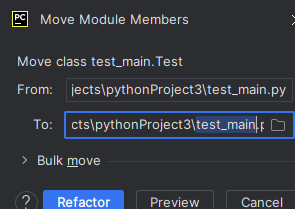 PC
Move Module Members
Move class test_main.Test
From: jects\pythonProject3\test_main.py
To: cts\pythonProject3\test_main.p
Bulk move
? Refactor Preview Cancel